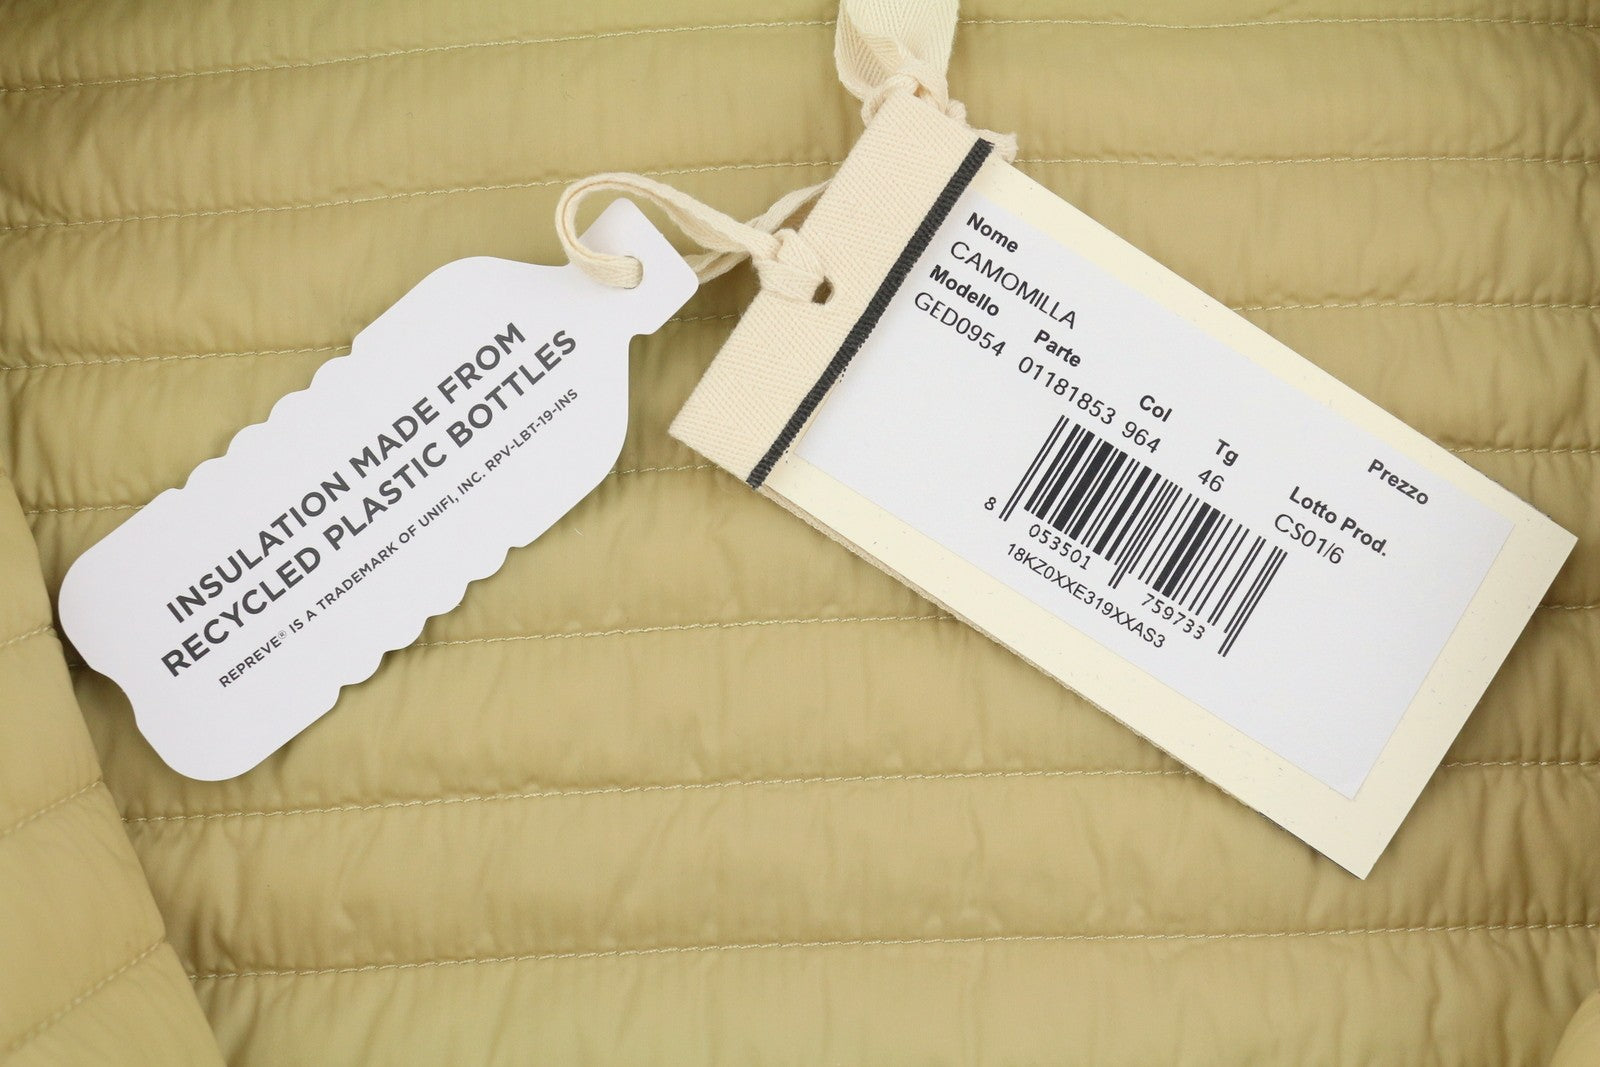 INSULATION MADE FROM
RECYCLED PLASTIC BOTTLES
REPREVE® IS A TRADEMARK OF UNIFI, INC. RPV-LBT-19-INS
Nome
CAMOMILLA
Modello Parte Col Tg Lotto Prod. Prezzo
GED0954 01181853 964 46 CS01/6
8 053501 759733
18KZ0XXE319XXAS3